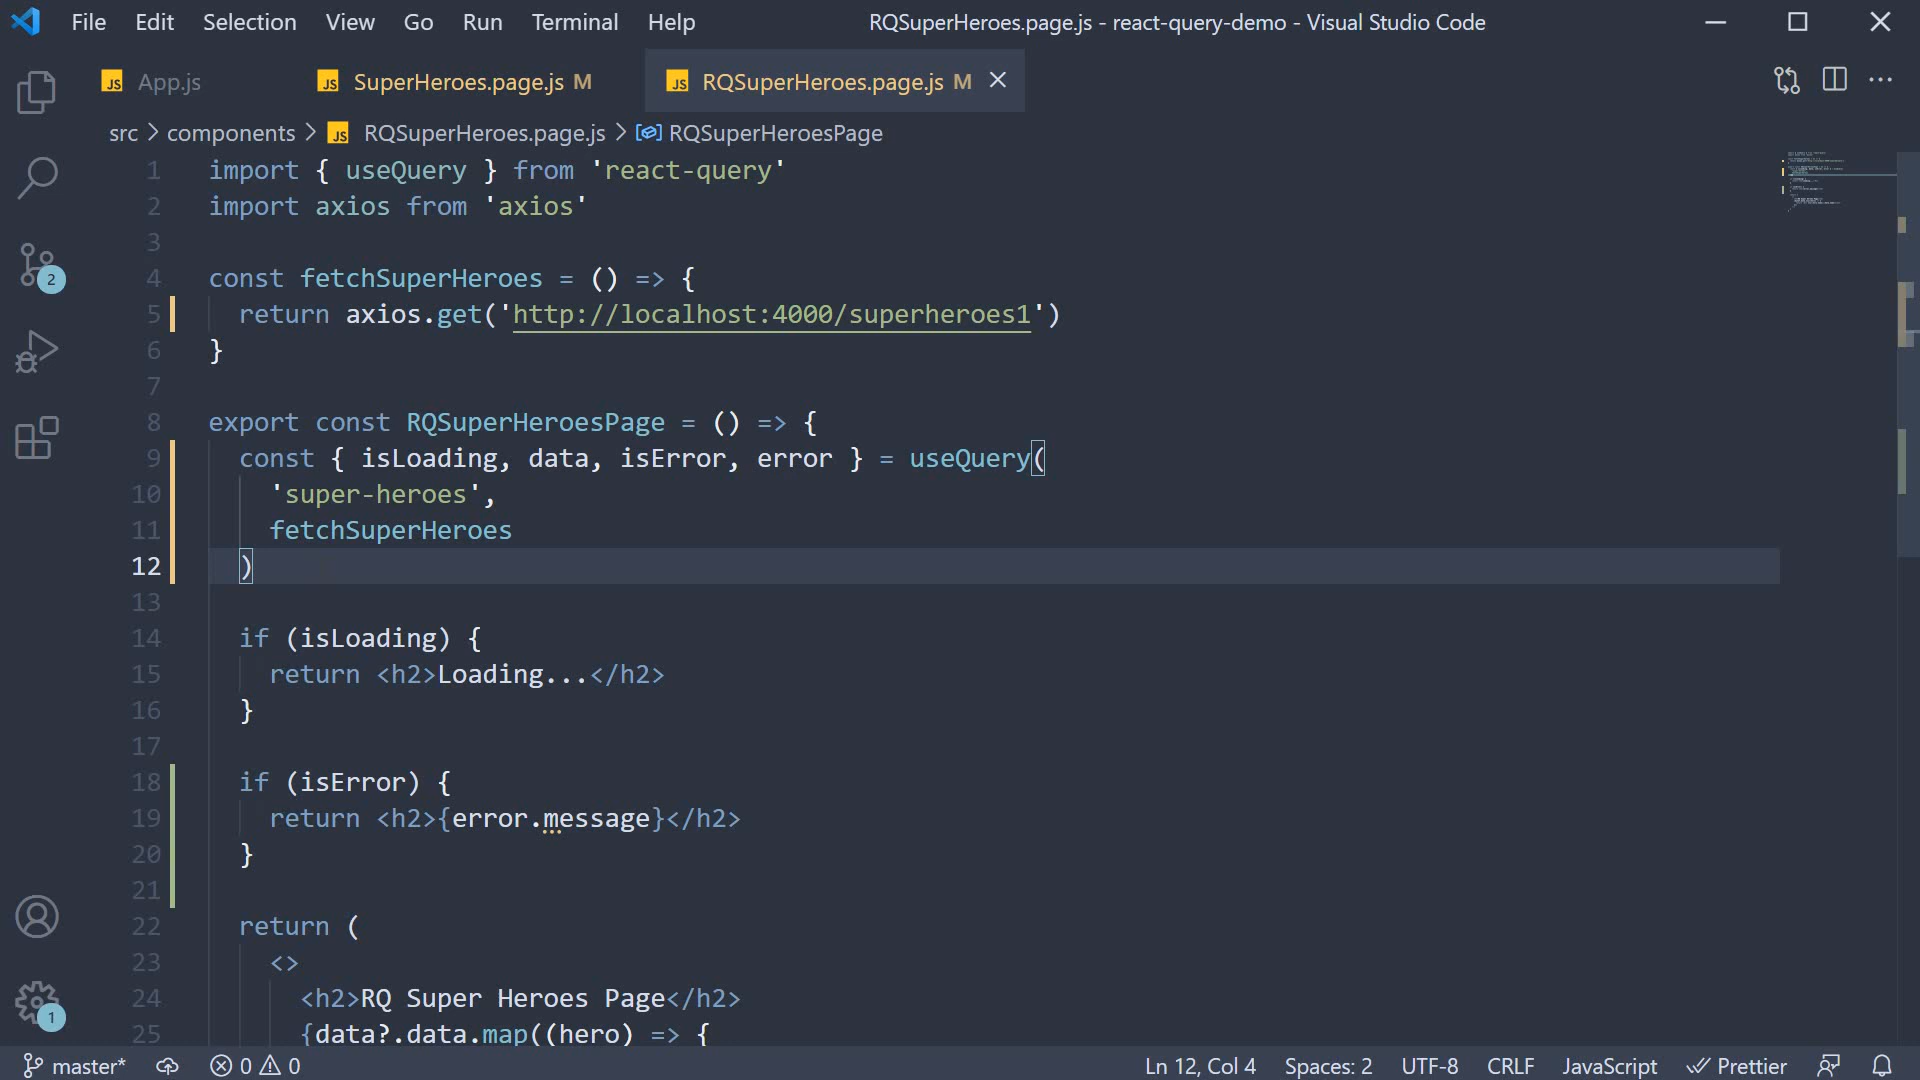 File Edit Selection View Go Run Terminal Help RQSuperHeroes.page.js - react-query-demo - Visual Studio Code
JS App.js JS SuperHeroes.page.js M JS RQSuperHeroes.page.js M
src > components > JS RQSuperHeroes.page.js > RQSuperHeroesPage
1 import { useQuery } from 'react-query'
2 import axios from 'axios'
3
4 const fetchSuperHeroes = () => {
5 return axios.get('http://localhost:4000/superheroes1')
6 }
7
8 export const RQSuperHeroesPage = () => {
9 const { isLoading, data, isError, error } = useQuery(
10 'super-heroes',
11 fetchSuperHeroes
12 )
13
14 if (isLoading) {
15 return <h2>Loading...</h2>
16 }
17
18 if (isError) {
19 return <h2>{error.message}</h2>
20 }
21
22 return (
23 <>
24 <h2>RQ Super Heroes Page</h2>
25 {data?.data.map((hero) => {
2
1
master* 0 0 Ln 12, Col 4 Spaces: 2 UTF-8 CRLF JavaScript Prettier